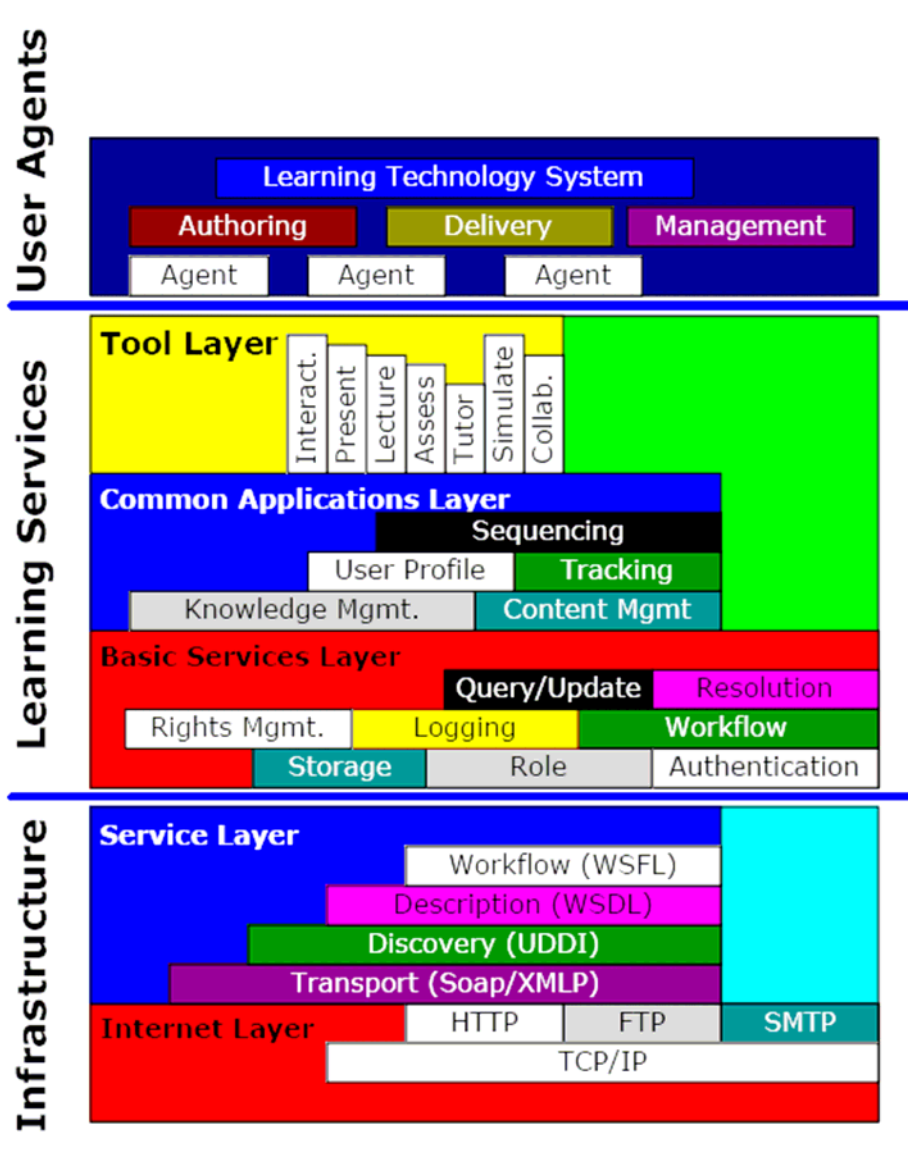 User Agents
Learning Technology System
Authoring
Delivery
Management
Agent
Agent
Agent
Learning Services
Tool Layer
Interact.
Present
Lecture
Assess
Tutor
Simulate
Collab.
Common Applications Layer
Sequencing
User Profile
Tracking
Knowledge Mgmt.
Content Mgmt
Basic Services Layer
Query/Update
Resolution
Rights Mgmt.
Logging
Workflow
Storage
Role
Authentication
Infrastructure
Service Layer
Workflow (WSFL)
Description (WSDL)
Discovery (UDDI)
Transport (Soap/XMLP)
Internet Layer
HTTP
FTP
SMTP
TCP/IP